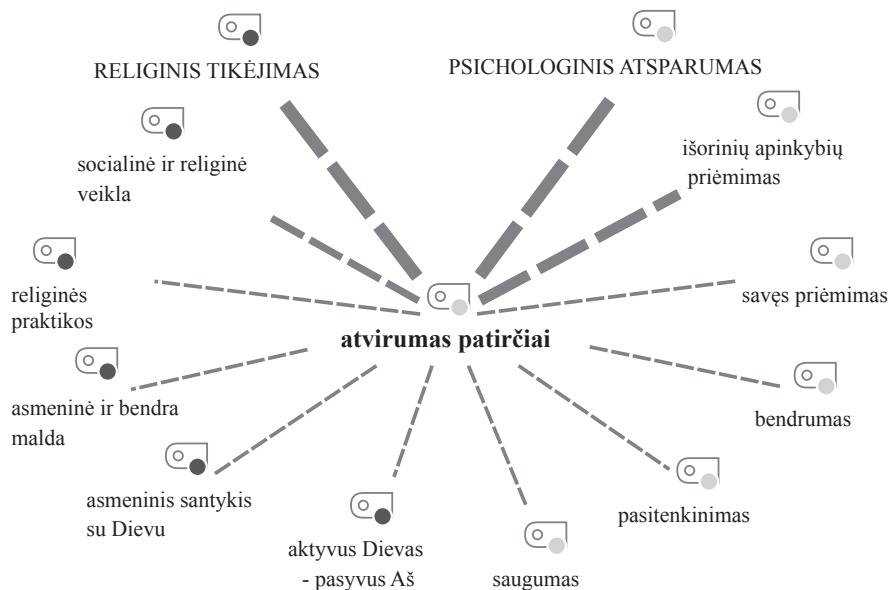 RELIGINIS TIKĖJIMAS
PSICHOLOGINIS ATSPARUMAS
socialinė ir religinė
veikla
išorinių apinkybių
priėmimas
religinės
praktikos
savęs priėmimas
atvirumas patirčiai
asmeninė ir bendra
malda
bendrumas
asmeninis santykis
su Dievu
pasitenkinimas
aktyvus Dievas
- pasyvus Aš
saugumas